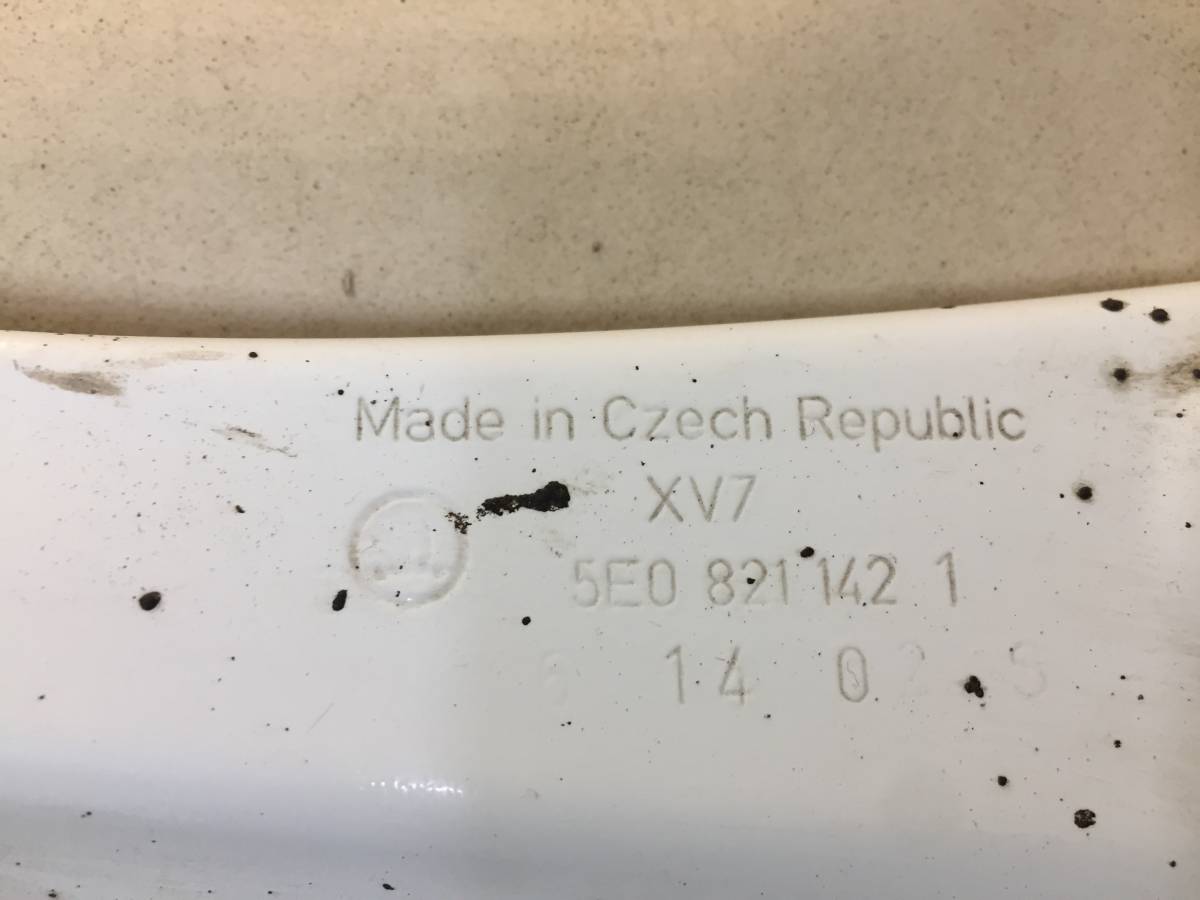 Made in Czech Republic
XV7
5E0 821 142 1
14 0